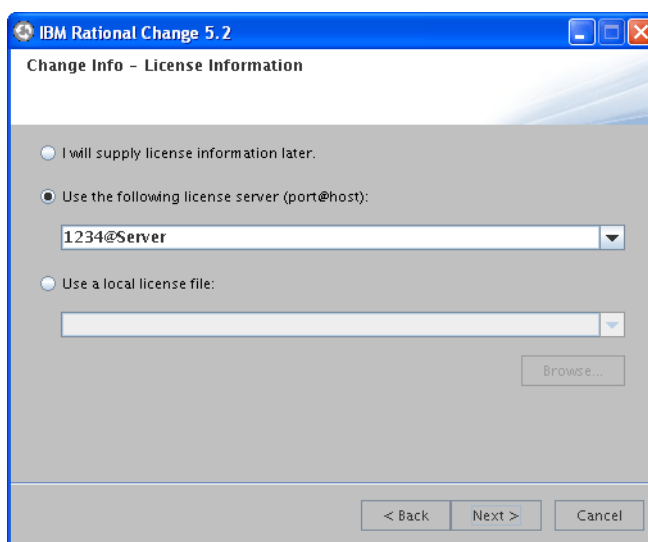 IBM Rational Change 5.2
Change Info - License Information
I will supply license information later.
Use the following license server (port@host):
1234@Server
Use a local license file:
Browse...
< Back Next > Cancel